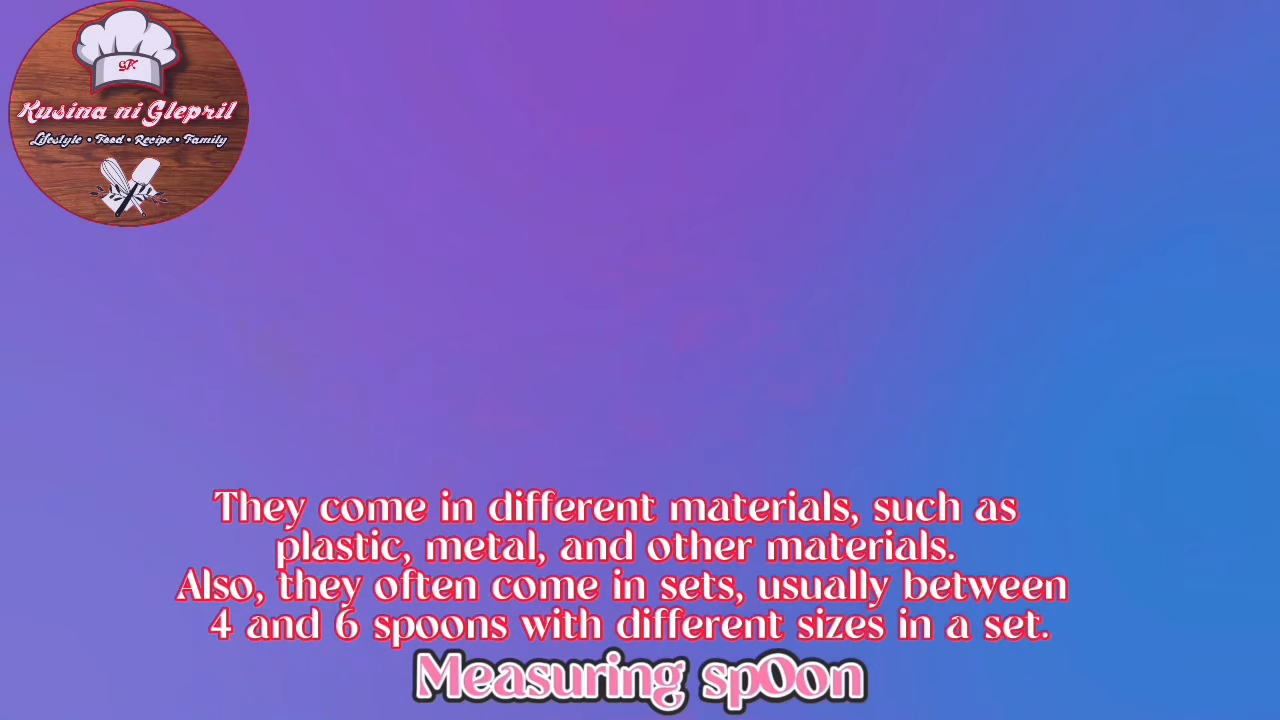 GK
Kusina ni Glepril
Lifestyle • Food • Recipe • Family
They come in different materials, such as
plastic, metal, and other materials.
Also, they often come in sets, usually between
4 and 6 spoons with different sizes in a set.
Measuring spOon